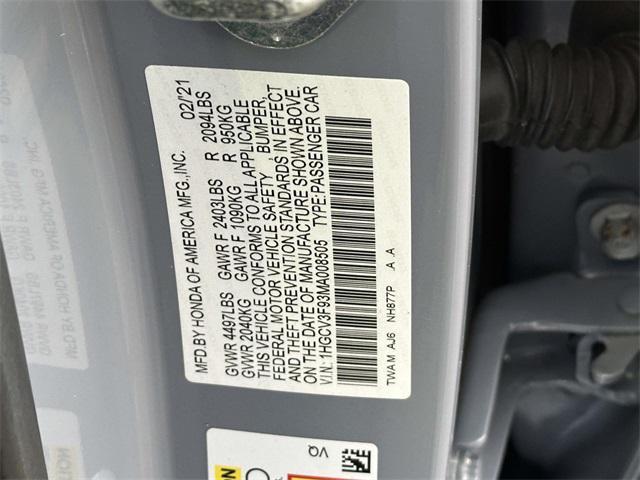 MFD.BY HONDA OF AMERICA MFG.,INC. 02/21
GVWR 4497LBS GAWR F 2403LBS R 2094LBS
GVWR 2040KG GAWR F 1090KG R 950KG
THIS VEHICLE CONFORMS TO ALL APPLICABLE
FEDERAL MOTOR VEHICLE SAFETY, BUMPER,
AND THEFT PREVENTION STANDARDS IN EFFECT
ON THE DATE OF MANUFACTURE SHOWN ABOVE.
V.I.N.:1HGCV3F93MA008505 TYPE:PASSENGER CAR
TWA M AJ6 NH877P A . A
VQ